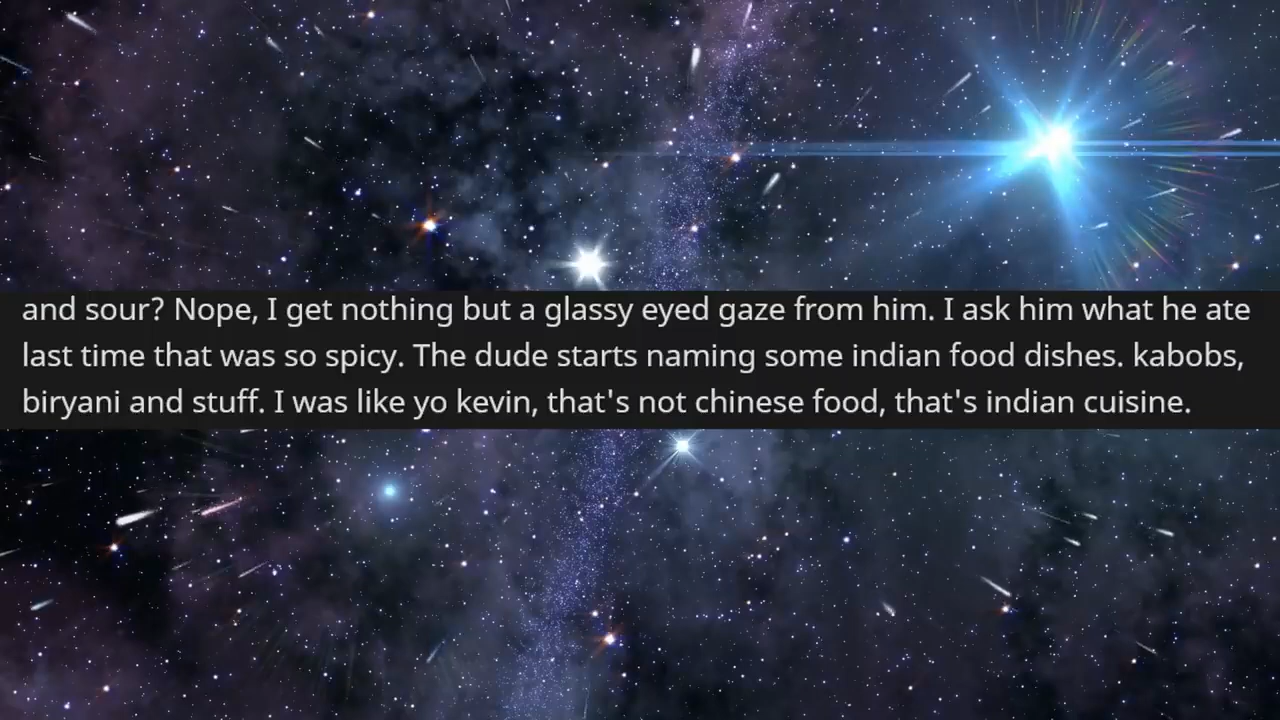 and sour? Nope, I get nothing but a glassy eyed gaze from him. I ask him what he ate
last time that was so spicy. The dude starts naming some indian food dishes. kabobs,
biryani and stuff. I was like yo kevin, that's not chinese food, that's indian cuisine.